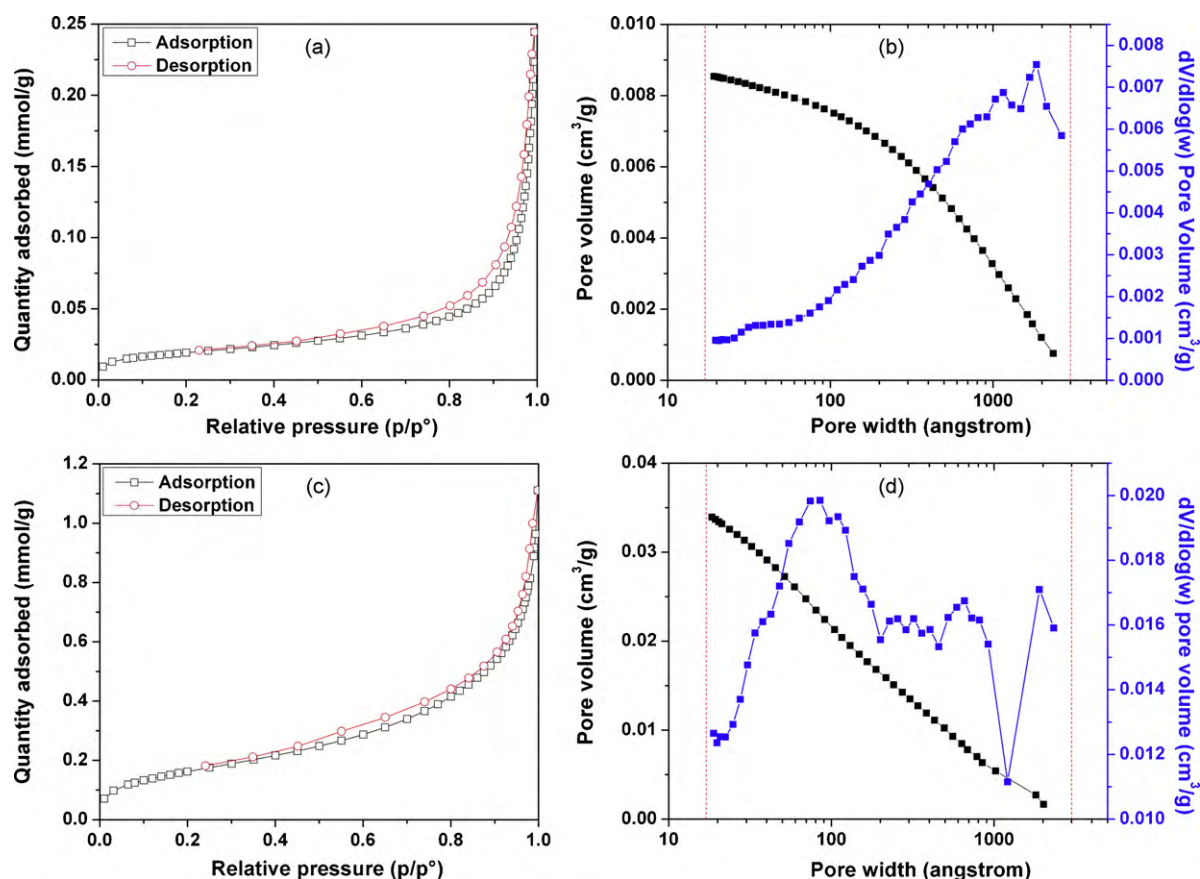 (a)
Adsorption
Desorption
Quantity adsorbed (mmol/g)
0.25
0.20
0.15
0.10
0.05
0.00
0.0 0.2 0.4 0.6 0.8 1.0
Relative pressure (p/p°)
(b)
Pore volume (cm³/g)
0.010
0.008
0.006
0.004
0.002
0.000
10 100 1000
Pore width (angstrom)
dV/dlog(w) Pore Volume (cm³/g)
0.008
0.007
0.006
0.005
0.004
0.003
0.002
0.001
0.000
(c)
Adsorption
Desorption
Quantity adsorbed (mmol/g)
1.2
1.0
0.8
0.6
0.4
0.2
0.0
0.0 0.2 0.4 0.6 0.8 1.0
Relative pressure (p/p°)
(d)
Pore volume (cm³/g)
0.04
0.03
0.02
0.01
0.00
10 100 1000
Pore width (angstrom)
dV/dlog(w) pore volume (cm³/g)
0.020
0.018
0.016
0.014
0.012
0.010